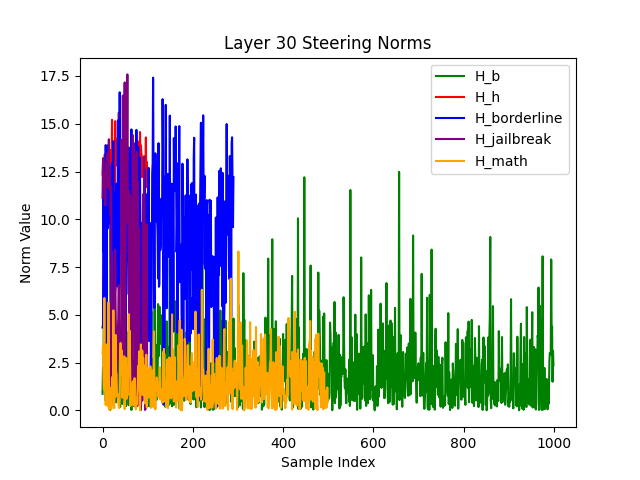 Layer 30 Steering Norms
Norm Value
17.5
15.0
12.5
10.0
7.5
5.0
2.5
0.0
H_b
H_h
H_borderline
H_jailbreak
H_math
0
200
400
600
800
1000
Sample Index